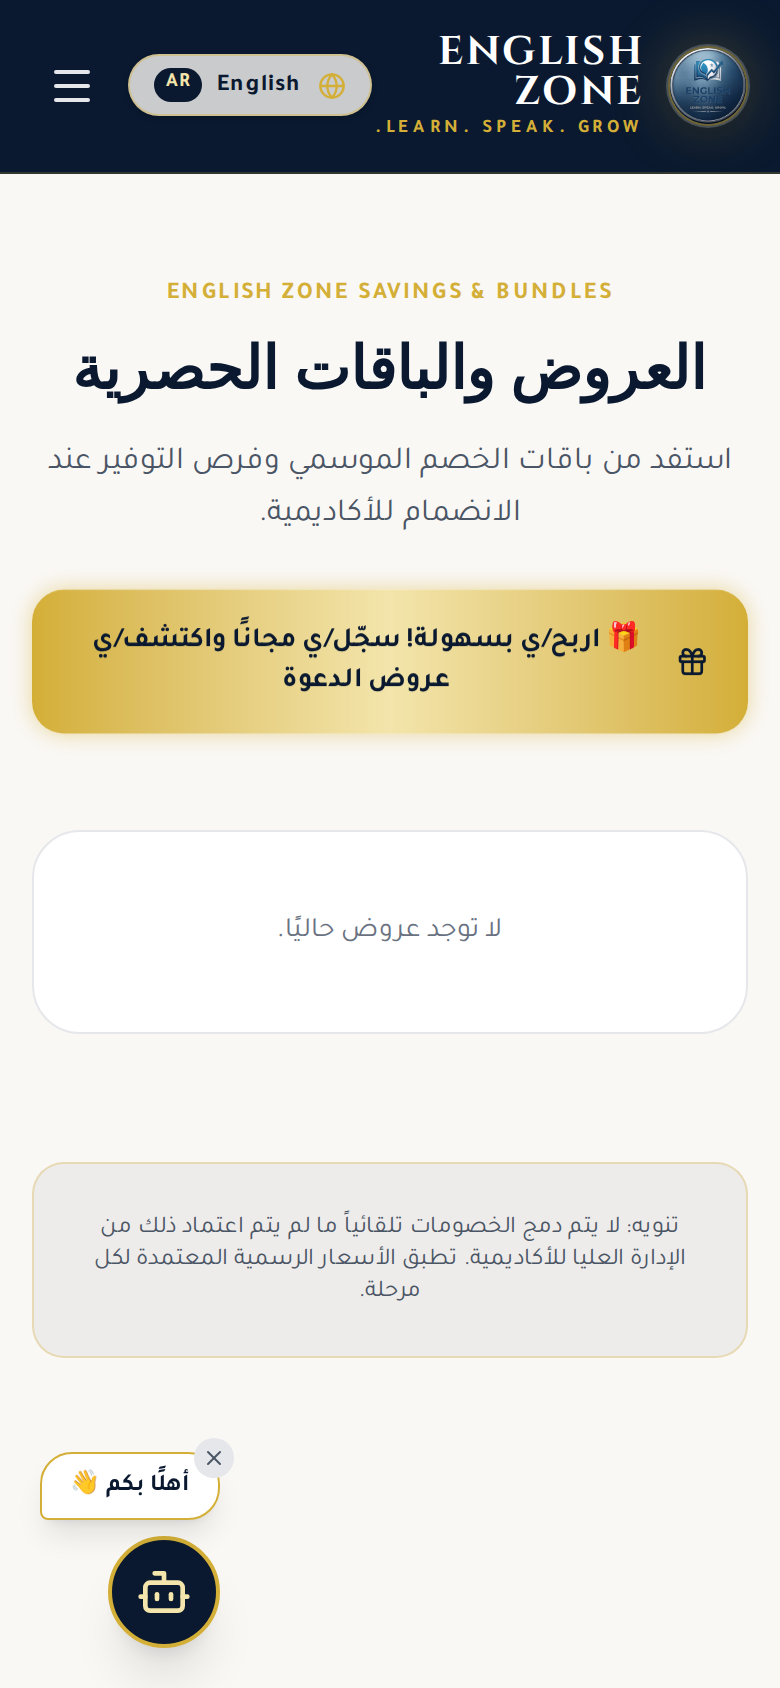 ENGLISH
ZONE
.LEARN. SPEAK. GROW
English AR
ENGLISH ZONE SAVINGS & BUNDLES
العروض والباقات الحصرية
استفد من باقات الخصم الموسمي وفرص التوفير عند
الانضمام للأكاديمية.
🎁 اربح/ي بسهولة! سجّل/ي مجانًا واكتشف/ي
عروض الدعوة
لا توجد عروض حاليًا.
تنويه: لا يتم دمج الخصومات تلقائياً ما لم يتم اعتماد ذلك من
الإدارة العليا للأكاديمية. تطبق الأسعار الرسمية المعتمدة لكل
مرحلة.
أهلًا بكم 👋